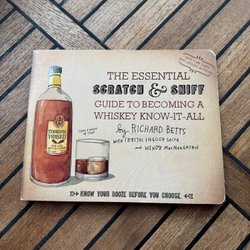 THE ESSENTIAL
SCRATCH & SNIFF
GUIDE TO BECOMING A
WHISKEY KNOW-IT-ALL
by RICHARD BETTS
WITH CRYSTAL ENGLISH SACCA
AND WENDY MacNAUGHTON
WHISKEY
KNOW YOUR BOOZE BEFORE YOU CHOOSE